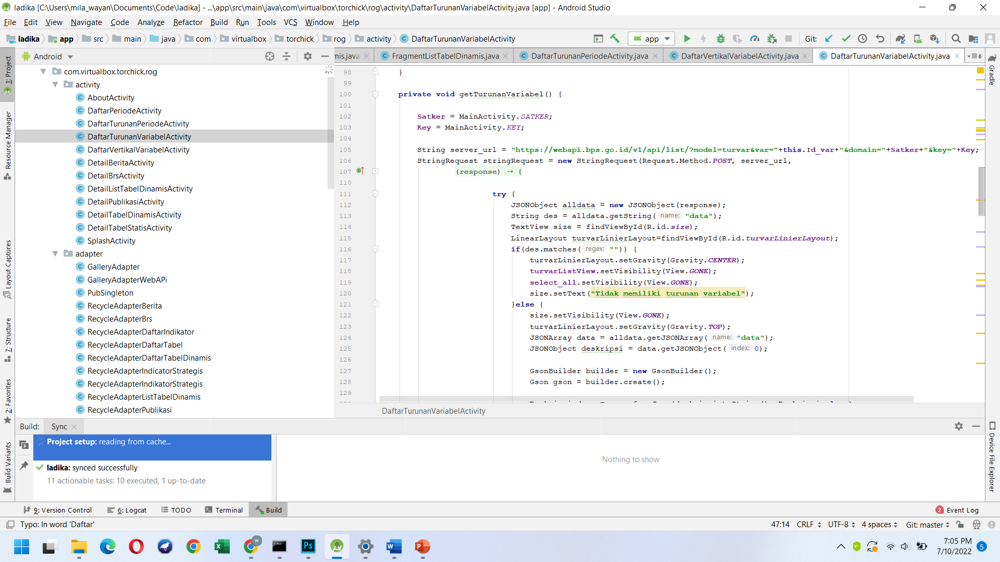 ladika [C:\Users\mila_wayan\Documents\Code\ladika] - ...\app\src\main\java\com\virtualbox\torchick\rog\activity\DaftarTurunanVariabelActivity.java [app] - Android Studio
File Edit View Navigate Code Analyze Refactor Build Run Tools VCS Window Help
ladika app src main java com virtualbox torchick rog activity DaftarTurunanVariabelActivity app Git:
Android
mis.java FragmentListTabelDinamis.java DaftarTurunanPeriodeActivity.java DaftarVertikalVariabelActivity.java DaftarTurunanVariabelActivity.java 6
1: Project
Resource Manager
Layout Captures
7: Structure
2: Favorites
Build Variants
com.virtualbox.torchick.rog
activity
AboutActivity
DaftarPeriodeActivity
DaftarTurunanPeriodeActivity
DaftarTurunanVariabelActivity
DaftarVertikalVariabelActivity
DetailBeritaActivity
DetailBrsActivity
DetailListTabelDinamisActivity
DetailPublikasiActivity
DetailTabelDinamisActivity
DetailTabelStatisActivity
SplashActivity
adapter
GalleryAdapter
GalleryAdapterWebAPi
PubSingleton
RecycleAdapterBerita
RecycleAdapterBrs
RecycleAdapterDaftarIndikator
RecycleAdapterDaftarTabel
RecycleAdapterDaftarTabelDinamis
RecycleAdapterIndicatorStrategis
RecycleAdapterIndikatorStrategis
RecycleAdapterListTabelDinamis
RecycleAdapterPublikasi
98 }
99
100 private void getTurunanVariabel() {
101
102 Satker = MainActivity.SATKER;
103 Key = MainActivity.KEY;
104
105 String server_url = "https://webapi.bps.go.id/v1/api/list/?model=turvar&var="+this.Id_var+"&domain="+Satker+"&key="+Key;
106 StringRequest stringRequest = new StringRequest(Request.Method.POST, server_url,
107 (response) → {
110
111 try {
112 JSONObject alldata = new JSONObject(response);
113 String des = alldata.getString( name: "data");
114 TextView size = findViewById(R.id.size);
115 LinearLayout turvarLinierLayout=findViewById(R.id.turvarLinierLayout);
116 if(des.matches( regex: "")) {
117 turvarLinierLayout.setGravity(Gravity.CENTER);
118 turvarListView.setVisibility(View.GONE);
119 select_all.setVisibility(View.GONE);
120 size.setText("Tidak memiliki turunan variabel");
121 }else {
122 size.setVisibility(View.GONE);
123 turvarLinierLayout.setGravity(Gravity.TOP);
124 JSONArray data = alldata.getJSONArray( name: "data");
125 JSONObject deskripsi = data.getJSONObject( index: 0);
126
127 GsonBuilder builder = new GsonBuilder();
128 Gson gson = builder.create();
129
DaftarTurunanVariabelActivity
Gradle
Device File Explorer
Build: Sync
Project setup: reading from cache...
ladika: synced successfully
11 actionable tasks: 10 executed, 1 up-to-date
Nothing to show
9: Version Control 6: Logcat TODO Terminal Build 2 Event Log
Typo: In word 'Daftar' 47:14 CRLF UTF-8 4 spaces Git: master
W Ps
7:05 PM
7/10/2022 5